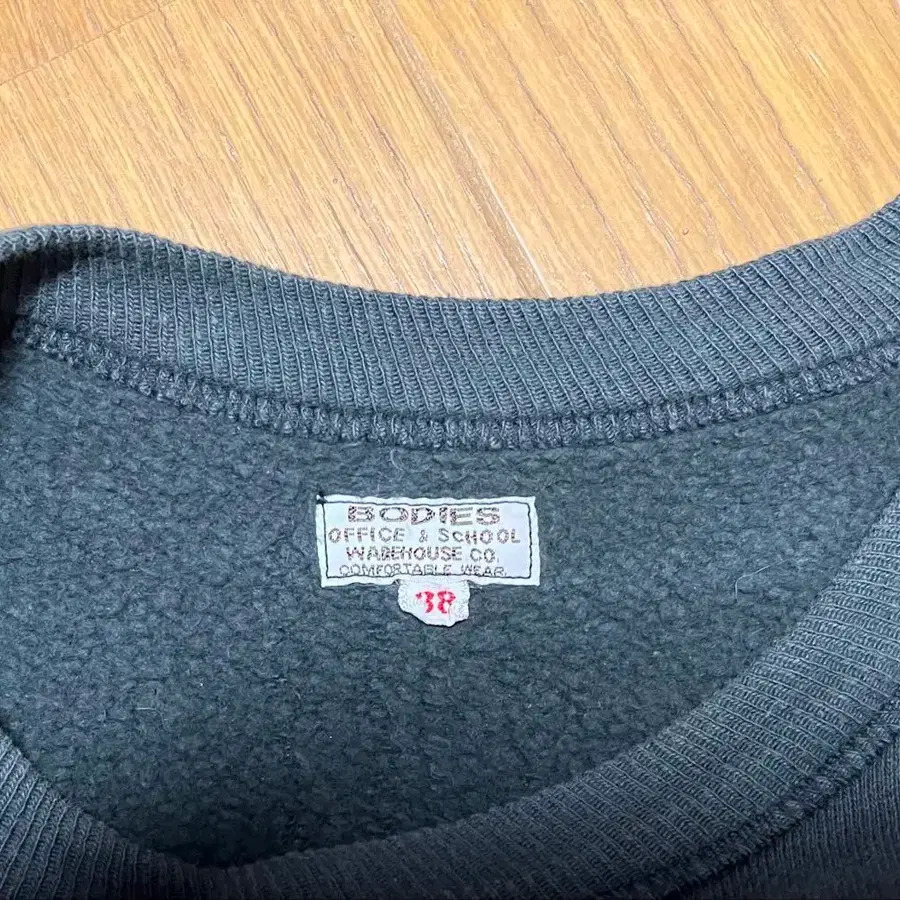 BODIES
OFFICE & SCHOOL
WAREHOUSE CO.
COMFORTABLE WEAR.
38